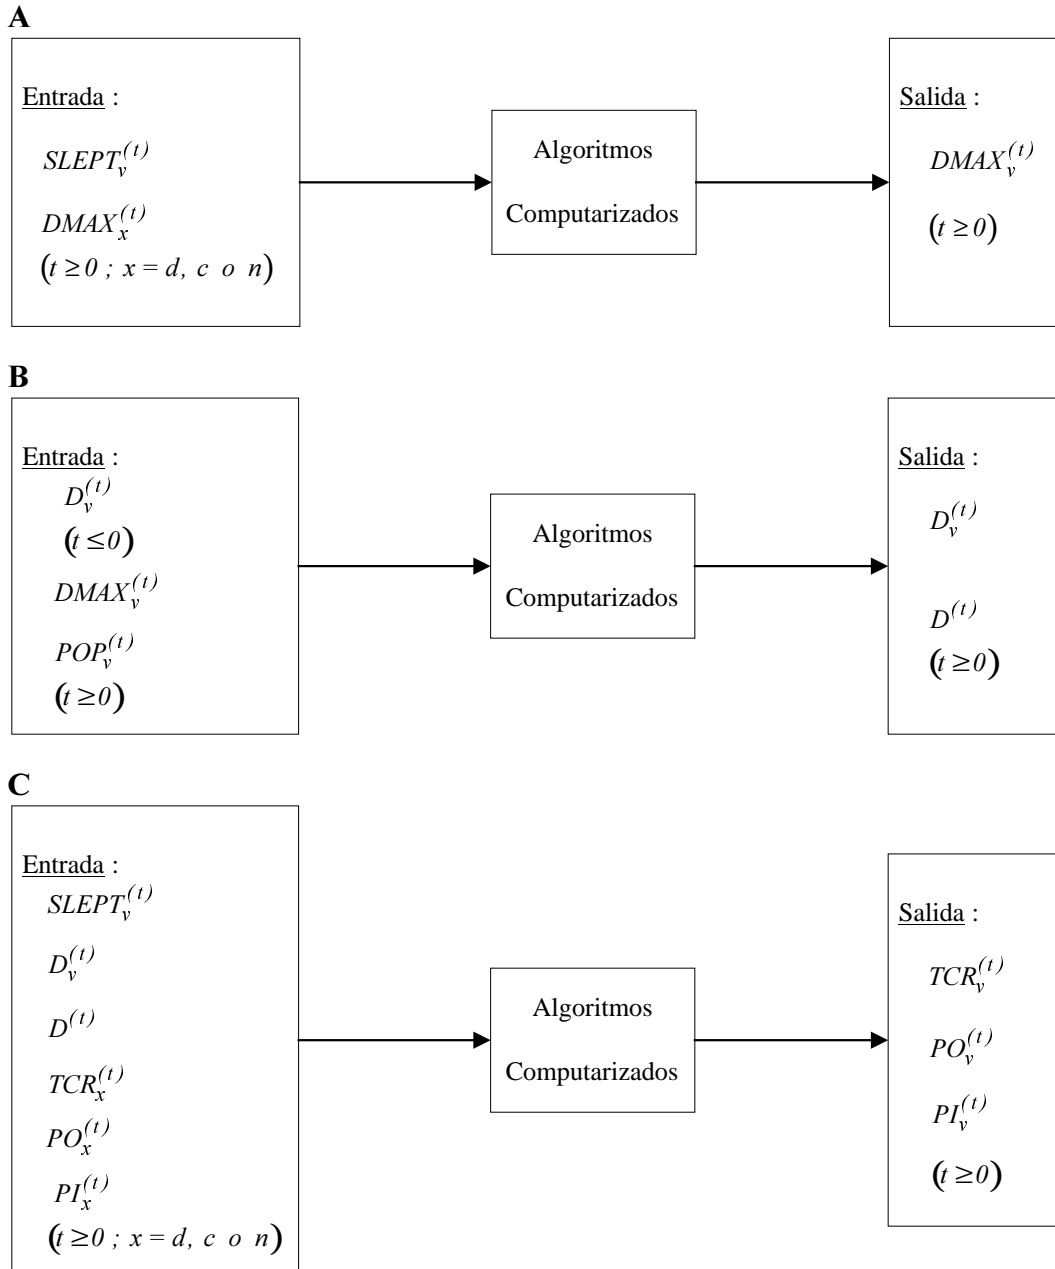 A
Entrada :
SLEPT_v^(t)
DMAX_x^(t)
(t ≥ 0 ; x = d, c o n)
Algoritmos
Computarizados
Salida :
DMAX_v^(t)
(t ≥ 0)
B
Entrada :
D_v^(t)
(t ≤ 0)
DMAX_v^(t)
POP_v^(t)
(t ≥ 0)
Algoritmos
Computarizados
Salida :
D_v^(t)
D^(t)
(t ≥ 0)
C
Entrada :
SLEPT_v^(t)
D_v^(t)
D^(t)
TCR_x^(t)
PO_x^(t)
PI_x^(t)
(t ≥ 0 ; x = d, c o n)
Algoritmos
Computarizados
Salida :
TCR_v^(t)
PO_v^(t)
PI_v^(t)
(t ≥ 0)